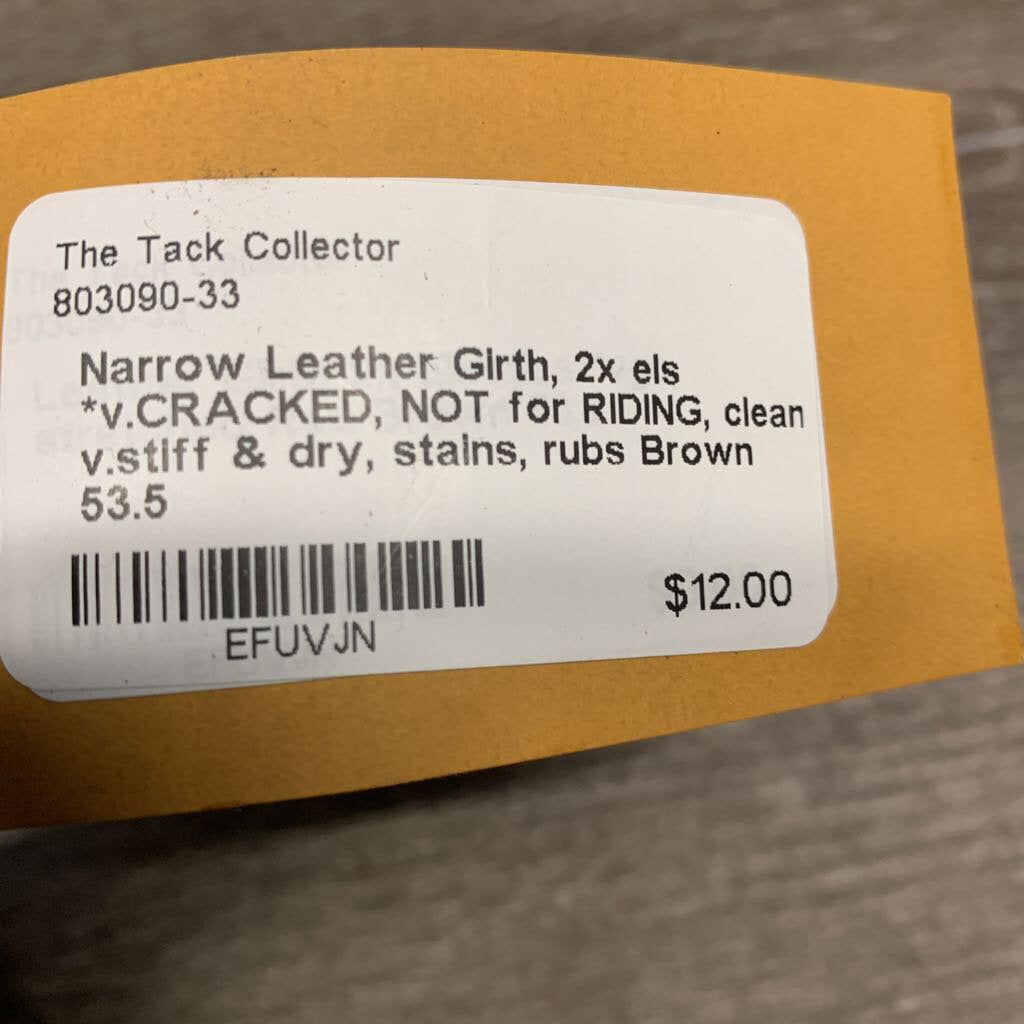 The Tack Collector
803090-33
Narrow Leather Girth, 2x els
*v.CRACKED, NOT for RIDING, clean
v.stiff & dry, stains, rubs Brown
53.5
$12.00
EFUVJN